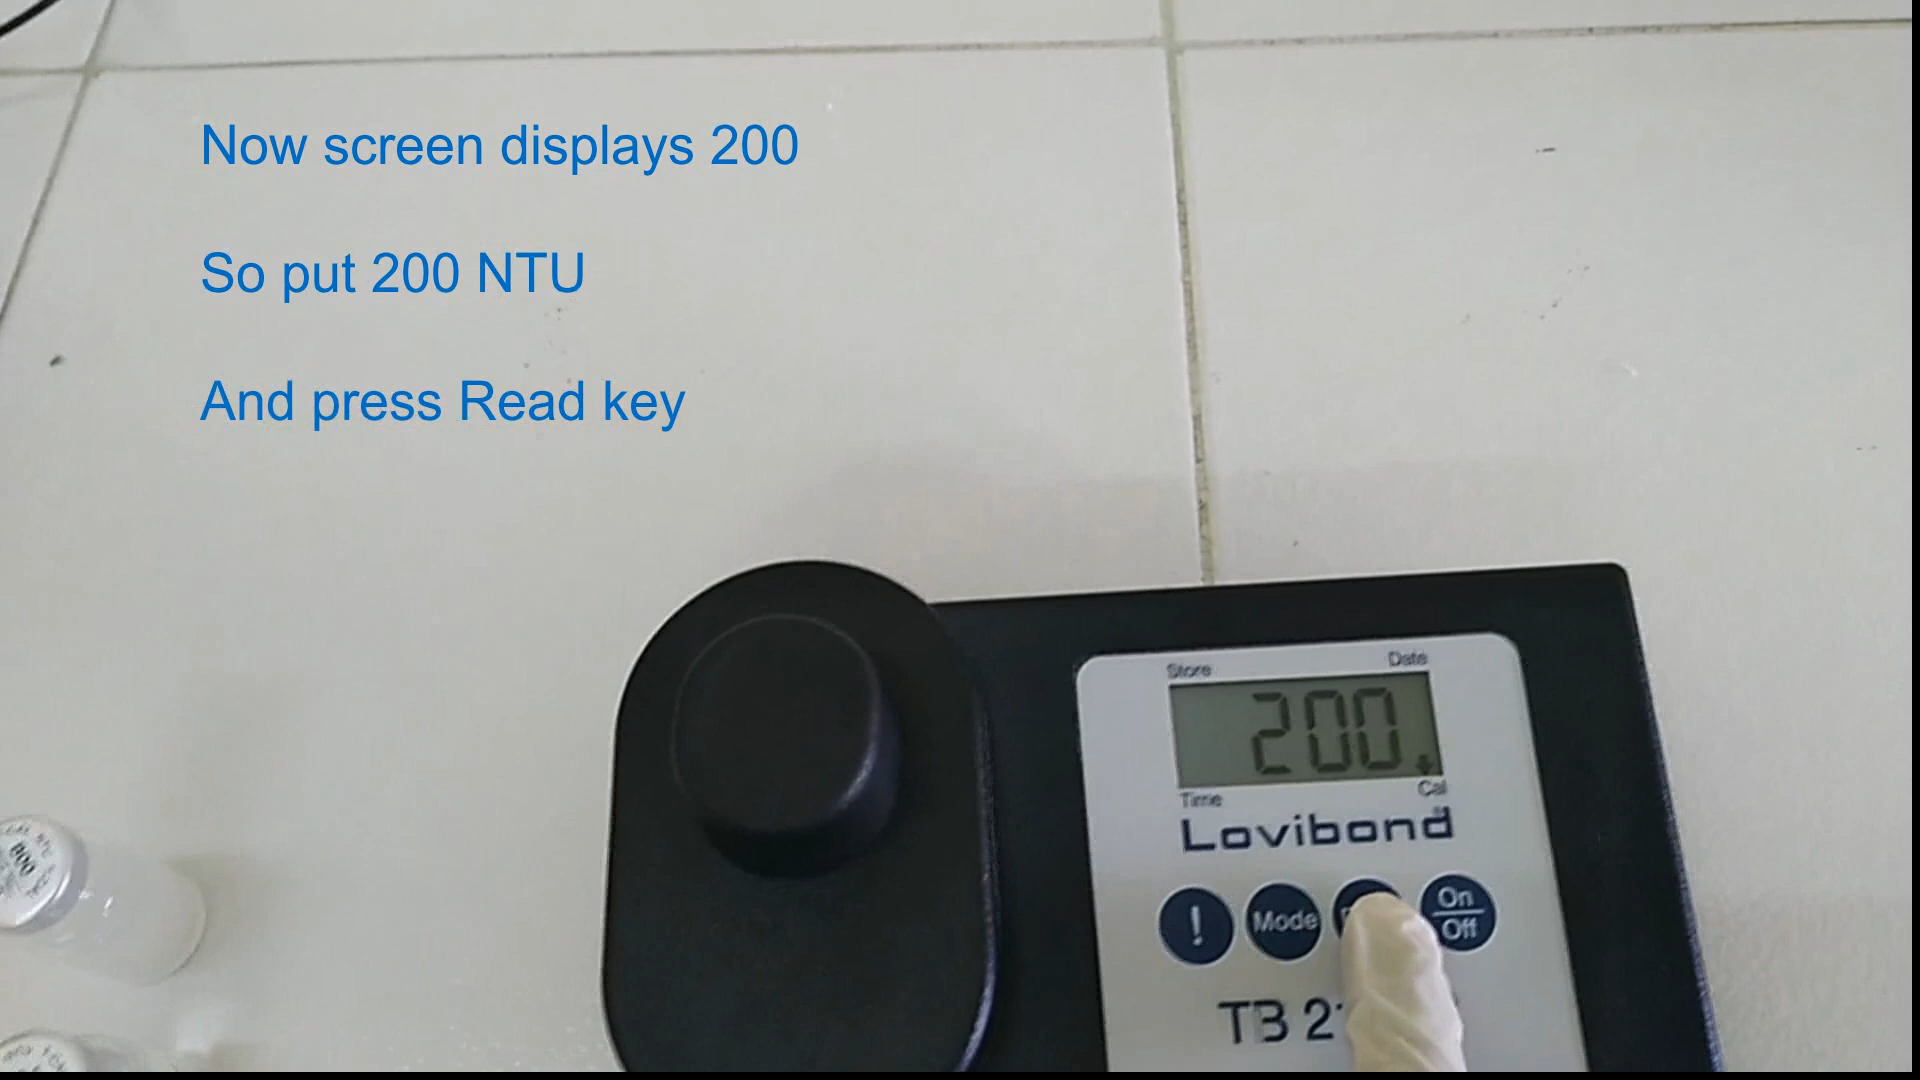 Now screen displays 200
So put 200 NTU
And press Read key
Store Date
200
Time Cal
Lovibond
! Mode On
Off
TB 2
800